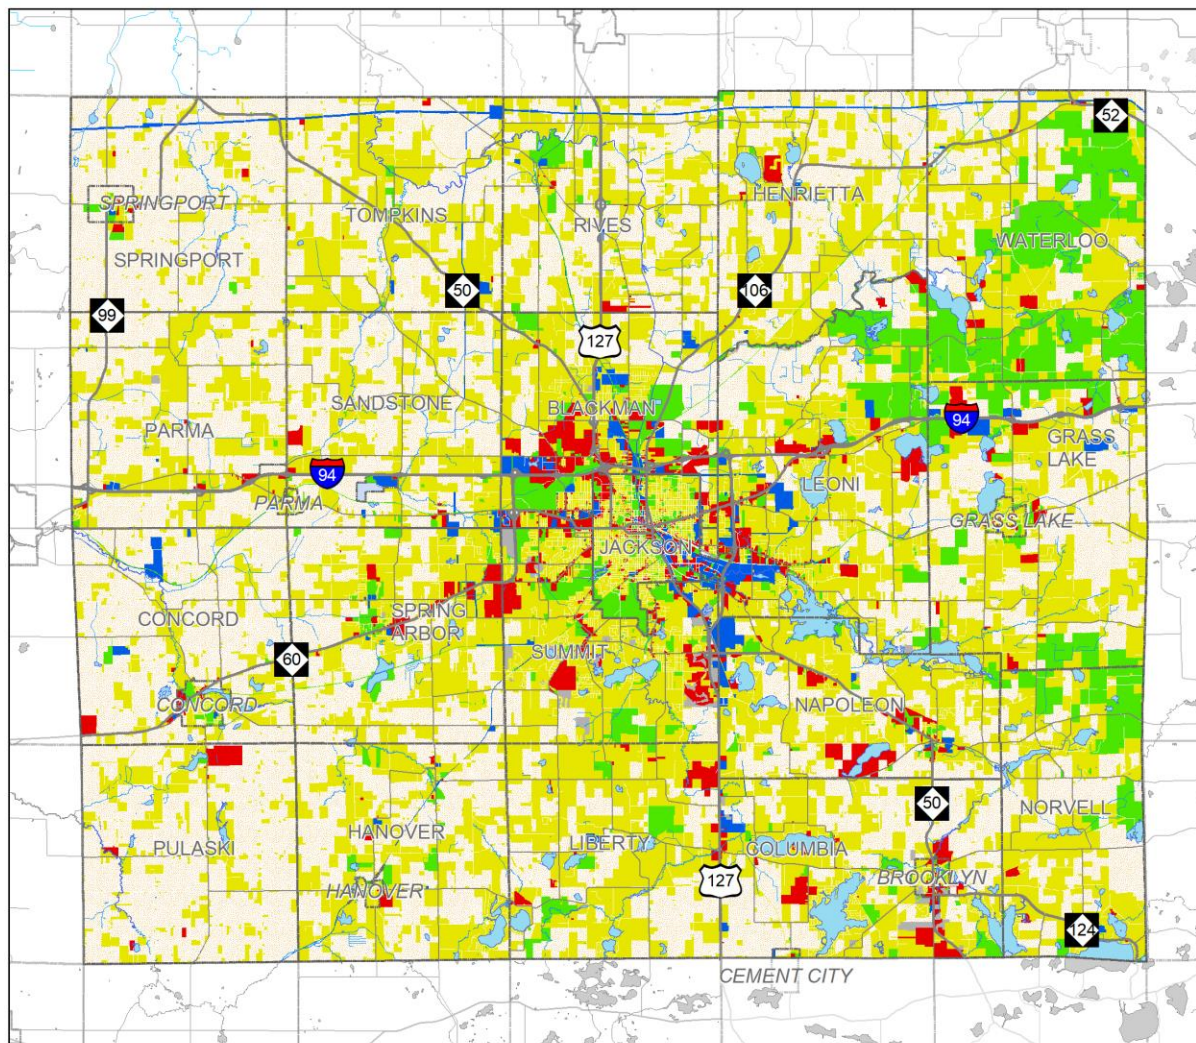 52
SPRINGPORT
TOMPKINS
RIVES
HENRIETTA
WATERLOO
SPRINGPORT
99
50
106
127
SANDSTONE
BLACKMAN
94
PARMA
GRASS
LAKE
94
LEONI
PARMA
GRASS LAKE
JACKSON
CONCORD
SPRING
ARBOR
60
SUMMIT
CONCORD
NAPOLEON
50
NORVELL
HANOVER
PULASKI
LIBERTY
COLUMBIA
HANOVER
127
BROOKLYN
124
CEMENT CITY